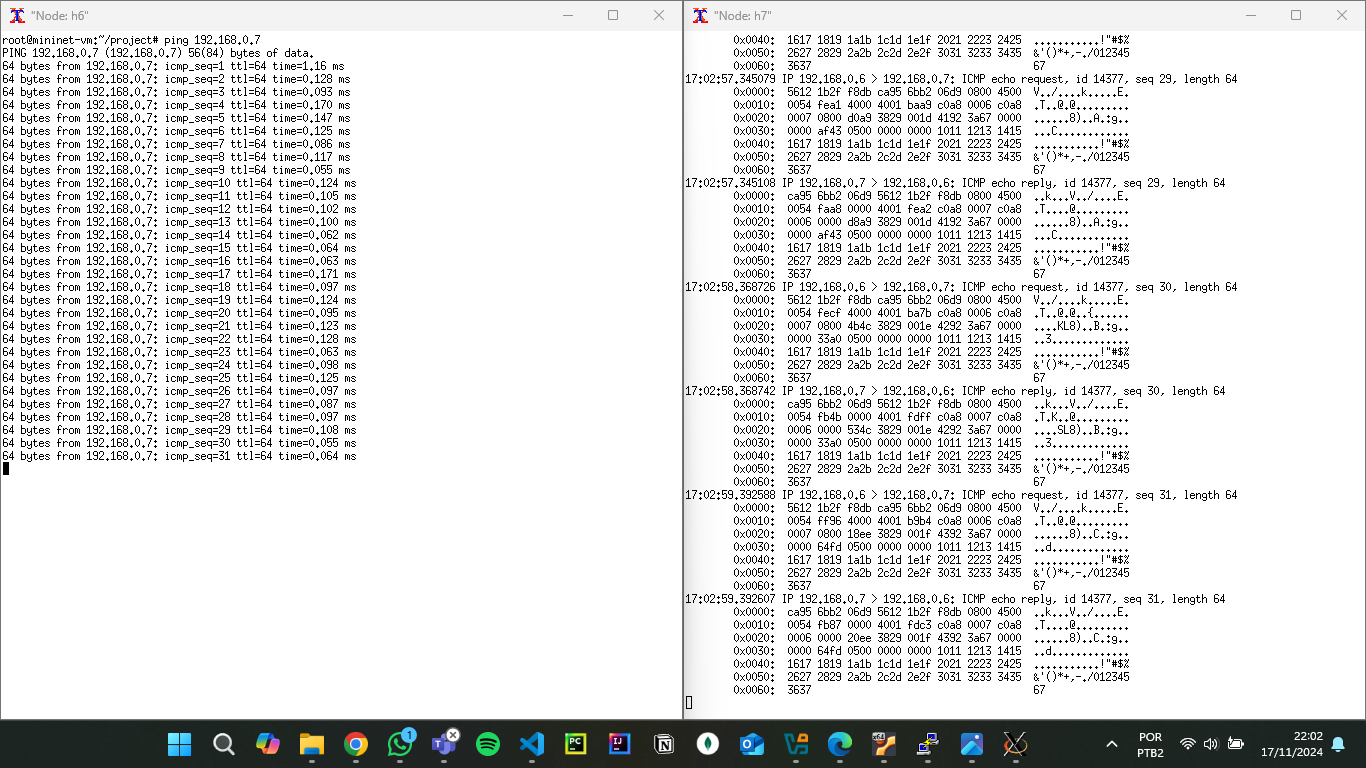 "Node: h6"
root@mininet-vm:~/project# ping 192.168.0.7
PING 192.168.0.7 (192.168.0.7) 56(84) bytes of data.
64 bytes from 192.168.0.7: icmp_seq=1 ttl=64 time=1.16 ms
64 bytes from 192.168.0.7: icmp_seq=2 ttl=64 time=0.128 ms
64 bytes from 192.168.0.7: icmp_seq=3 ttl=64 time=0.093 ms
64 bytes from 192.168.0.7: icmp_seq=4 ttl=64 time=0.170 ms
64 bytes from 192.168.0.7: icmp_seq=5 ttl=64 time=0.147 ms
64 bytes from 192.168.0.7: icmp_seq=6 ttl=64 time=0.125 ms
64 bytes from 192.168.0.7: icmp_seq=7 ttl=64 time=0.086 ms
64 bytes from 192.168.0.7: icmp_seq=8 ttl=64 time=0.117 ms
64 bytes from 192.168.0.7: icmp_seq=9 ttl=64 time=0.055 ms
64 bytes from 192.168.0.7: icmp_seq=10 ttl=64 time=0.124 ms
64 bytes from 192.168.0.7: icmp_seq=11 ttl=64 time=0.105 ms
64 bytes from 192.168.0.7: icmp_seq=12 ttl=64 time=0.102 ms
64 bytes from 192.168.0.7: icmp_seq=13 ttl=64 time=0.100 ms
64 bytes from 192.168.0.7: icmp_seq=14 ttl=64 time=0.062 ms
64 bytes from 192.168.0.7: icmp_seq=15 ttl=64 time=0.064 ms
64 bytes from 192.168.0.7: icmp_seq=16 ttl=64 time=0.063 ms
64 bytes from 192.168.0.7: icmp_seq=17 ttl=64 time=0.171 ms
64 bytes from 192.168.0.7: icmp_seq=18 ttl=64 time=0.097 ms
64 bytes from 192.168.0.7: icmp_seq=19 ttl=64 time=0.124 ms
64 bytes from 192.168.0.7: icmp_seq=20 ttl=64 time=0.095 ms
64 bytes from 192.168.0.7: icmp_seq=21 ttl=64 time=0.123 ms
64 bytes from 192.168.0.7: icmp_seq=22 ttl=64 time=0.128 ms
64 bytes from 192.168.0.7: icmp_seq=23 ttl=64 time=0.063 ms
64 bytes from 192.168.0.7: icmp_seq=24 ttl=64 time=0.098 ms
64 bytes from 192.168.0.7: icmp_seq=25 ttl=64 time=0.125 ms
64 bytes from 192.168.0.7: icmp_seq=26 ttl=64 time=0.097 ms
64 bytes from 192.168.0.7: icmp_seq=27 ttl=64 time=0.087 ms
64 bytes from 192.168.0.7: icmp_seq=28 ttl=64 time=0.097 ms
64 bytes from 192.168.0.7: icmp_seq=29 ttl=64 time=0.108 ms
64 bytes from 192.168.0.7: icmp_seq=30 ttl=64 time=0.055 ms
64 bytes from 192.168.0.7: icmp_seq=31 ttl=64 time=0.064 ms
"Node: h7"
0x0040:  1617 1819 1a1b 1c1d 1e1f 2021 2223 2425  ...........!"#$%
0x0050:  2627 2829 2a2b 2c2d 2e2f 3031 3233 3435  &'()*+,-./012345
0x0060:  3637  67
17:02:57.345079 IP 192.168.0.6 > 192.168.0.7: ICMP echo request, id 14377, seq 29, length 64
0x0000:  5612 1b2f f8db ca95 6bb2 06d9 0800 4500  V../....k.....E.
0x0010:  0054 fea1 4000 4001 baa9 c0a8 0006 c0a8  .T..@.@.........
0x0020:  0007 0800 d0a9 3829 001d 4192 3a67 0000  ......8)..A.:g..
0x0030:  0000 af43 0500 0000 0000 1011 1213 1415  ...C............
0x0040:  1617 1819 1a1b 1c1d 1e1f 2021 2223 2425  ...........!"#$%
0x0050:  2627 2829 2a2b 2c2d 2e2f 3031 3233 3435  &'()*+,-./012345
0x0060:  3637  67
17:02:57.345108 IP 192.168.0.7 > 192.168.0.6: ICMP echo reply, id 14377, seq 29, length 64
0x0000:  ca95 6bb2 06d9 5612 1b2f f8db 0800 4500  ..k...V../....E.
0x0010:  0054 faa8 0000 4001 fea2 c0a8 0007 c0a8  .T....@.........
0x0020:  0006 0000 d8a9 3829 001d 4192 3a67 0000  ......8)..A.:g..
0x0030:  0000 af43 0500 0000 0000 1011 1213 1415  ...C............
0x0040:  1617 1819 1a1b 1c1d 1e1f 2021 2223 2425  ...........!"#$%
0x0050:  2627 2829 2a2b 2c2d 2e2f 3031 3233 3435  &'()*+,-./012345
0x0060:  3637  67
17:02:58.368726 IP 192.168.0.6 > 192.168.0.7: ICMP echo request, id 14377, seq 30, length 64
0x0000:  5612 1b2f f8db ca95 6bb2 06d9 0800 4500  V../....k.....E.
0x0010:  0054 fecf 4000 4001 ba7b c0a8 0006 c0a8  .T..@.@..{......
0x0020:  0007 0800 4b4c 3829 001e 4292 3a67 0000  ....KL8)..B.:g..
0x0030:  0000 33a0 0500 0000 0000 1011 1213 1415  ..3.............
0x0040:  1617 1819 1a1b 1c1d 1e1f 2021 2223 2425  ...........!"#$%
0x0050:  2627 2829 2a2b 2c2d 2e2f 3031 3233 3435  &'()*+,-./012345
0x0060:  3637  67
17:02:58.368742 IP 192.168.0.7 > 192.168.0.6: ICMP echo reply, id 14377, seq 30, length 64
0x0000:  ca95 6bb2 06d9 5612 1b2f f8db 0800 4500  ..k...V../....E.
0x0010:  0054 fb4b 0000 4001 fdff c0a8 0007 c0a8  .T.K..@.........
0x0020:  0006 0000 534c 3829 001e 4292 3a67 0000  ....SL8)..B.:g..
0x0030:  0000 33a0 0500 0000 0000 1011 1213 1415  ..3.............
0x0040:  1617 1819 1a1b 1c1d 1e1f 2021 2223 2425  ...........!"#$%
0x0050:  2627 2829 2a2b 2c2d 2e2f 3031 3233 3435  &'()*+,-./012345
0x0060:  3637  67
17:02:59.392588 IP 192.168.0.6 > 192.168.0.7: ICMP echo request, id 14377, seq 31, length 64
0x0000:  5612 1b2f f8db ca95 6bb2 06d9 0800 4500  V../....k.....E.
0x0010:  0054 ff96 4000 4001 b9b4 c0a8 0006 c0a8  .T..@.@.........
0x0020:  0007 0800 18ee 3829 001f 4392 3a67 0000  ......8)..C.:g..
0x0030:  0000 64fd 0500 0000 0000 1011 1213 1415  ..d.............
0x0040:  1617 1819 1a1b 1c1d 1e1f 2021 2223 2425  ...........!"#$%
0x0050:  2627 2829 2a2b 2c2d 2e2f 3031 3233 3435  &'()*+,-./012345
0x0060:  3637  67
17:02:59.392607 IP 192.168.0.7 > 192.168.0.6: ICMP echo reply, id 14377, seq 31, length 64
0x0000:  ca95 6bb2 06d9 5612 1b2f f8db 0800 4500  ..k...V../....E.
0x0010:  0054 fb87 0000 4001 fdc3 c0a8 0007 c0a8  .T....@.........
0x0020:  0006 0000 20ee 3829 001f 4392 3a67 0000  ......8)..C.:g..
0x0030:  0000 64fd 0500 0000 0000 1011 1213 1415  ..d.............
0x0040:  1617 1819 1a1b 1c1d 1e1f 2021 2223 2425  ...........!"#$%
0x0050:  2627 2829 2a2b 2c2d 2e2f 3031 3233 3435  &'()*+,-./012345
0x0060:  3637  67
1
PC
IJ
x64
POR
PTB2
22:02
17/11/2024